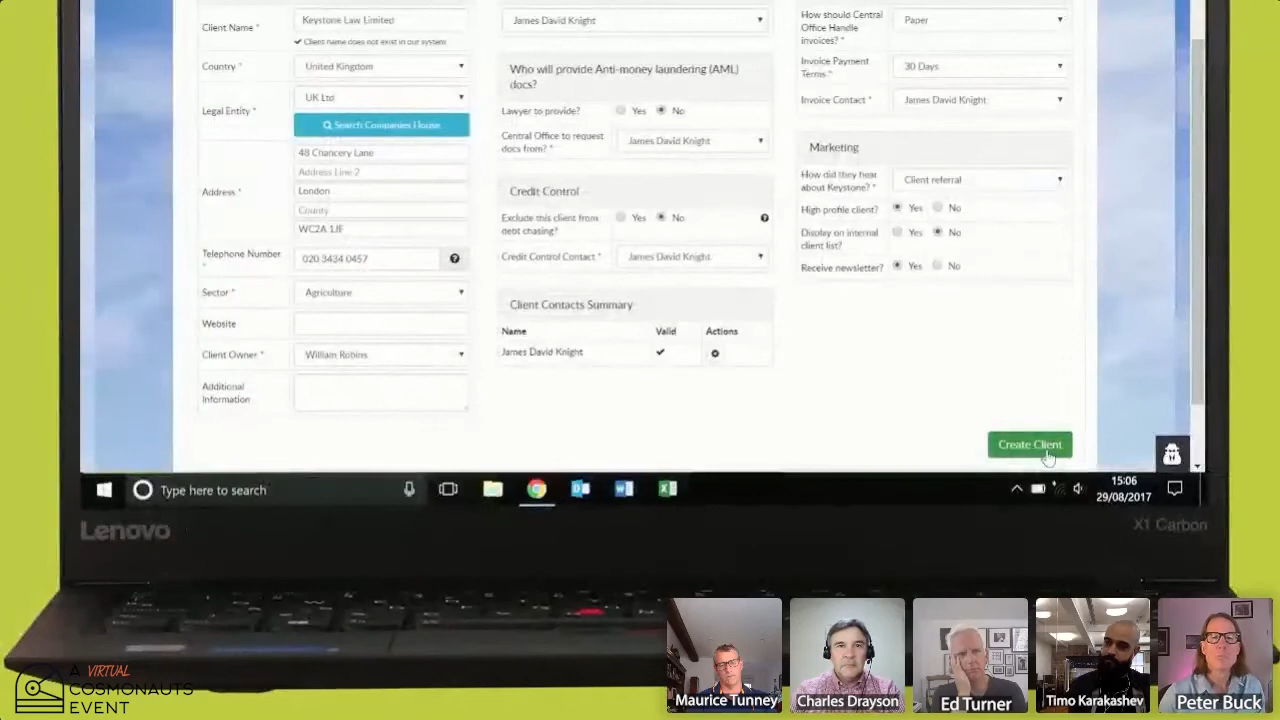 Client Name *
Keystone Law Limited
✔ Client name does not exist in our system
Country *
United Kingdom
Legal Entity *
UK Ltd
Search Companies House
Address *
48 Chancery Lane
Address Line 2
London
County
WC2A 1JF
Telephone Number *
020 3434 0457
Sector *
Agriculture
Website
Client Owner *
William Robins
Additional
Information
James David Knight
Who will provide Anti-money laundering (AML)
docs?
Lawyer to provide?
Yes
No
Central Office to request
docs from? *
James David Knight
Credit Control
Exclude this client from
debt chasing?
Yes
No
Credit Control Contact *
James David Knight
Client Contacts Summary
Name
Valid
Actions
James David Knight
How should Central
Office Handle
invoices? *
Paper
Invoice Payment
Terms *
30 Days
Invoice Contact *
James David Knight
Marketing
How did they hear
about Keystone? *
Client referral
High profile client?
Yes
No
Display on internal
client list?
Yes
No
Receive newsletter?
Yes
No
Create Client
Type here to search
15:06
29/08/2017
Lenovo
X1 Carbon
A VIRTUAL
COSMONAUTS
EVENT
Maurice Tunney
Charles Drayson
Ed Turner
Timo Karakashev
Peter Buck